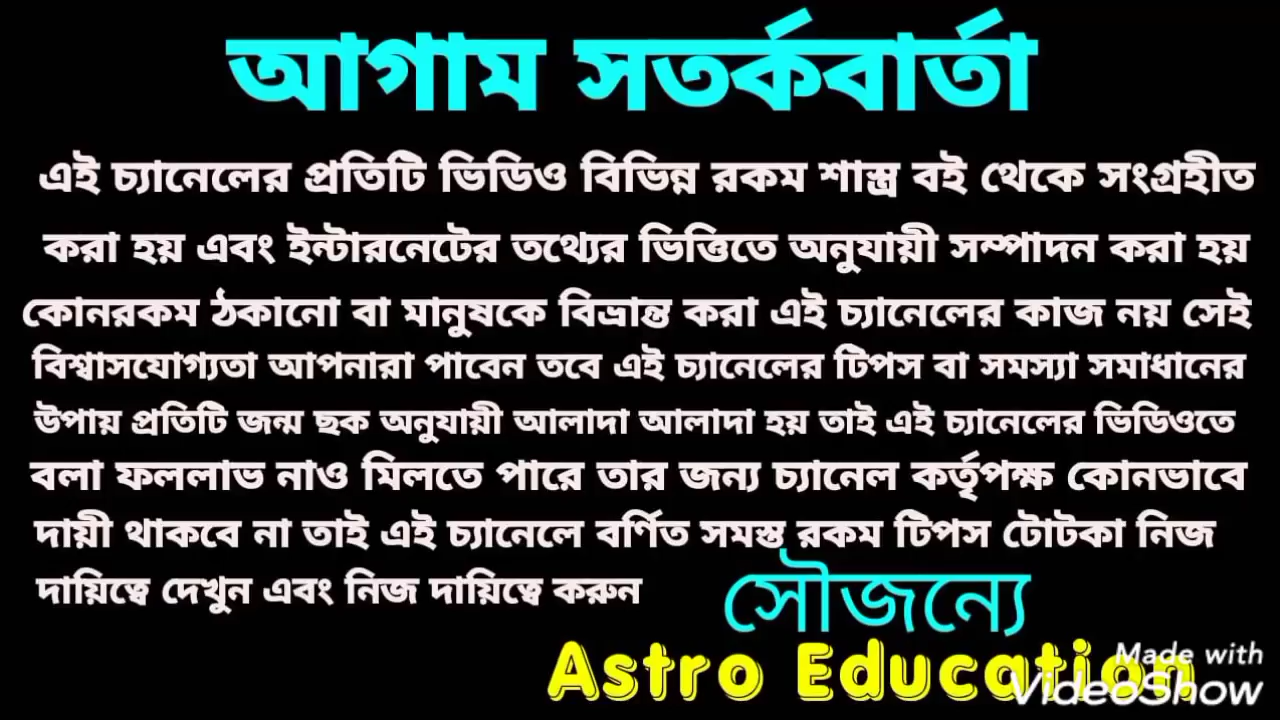 আগাম সতর্কবার্তা
এই চ্যানেলের প্রতিটি ভিডিও বিভিন্ন রকম শাস্ত্র বই থেকে সংগ্রহীত
করা হয় এবং ইন্টারনেটের তথ্যের ভিত্তিতে অনুযায়ী সম্পাদন করা হয়
কোনরকম ঠকানো বা মানুষকে বিভ্রান্ত করা এই চ্যানেলের কাজ নয় সেই
বিশ্বাসযোগ্যতা আপনারা পাবেন তবে এই চ্যানেলের টিপস বা সমস্যা সমাধানের
উপায় প্রতিটি জন্ম ছক অনুযায়ী আলাদা আলাদা হয় তাই এই চ্যানেলের ভিডিওতে
বলা ফললাভ নাও মিলতে পারে তার জন্য চ্যানেল কর্তৃপক্ষ কোনভাবে
দায়ী থাকবে না তাই এই চ্যানেলে বর্ণিত সমস্ত রকম টিপস টোটকা নিজ
দায়িত্বে দেখুন এবং নিজ দায়িত্বে করুন
সৌজন্যে
Astro Education
Made with
VideoShow